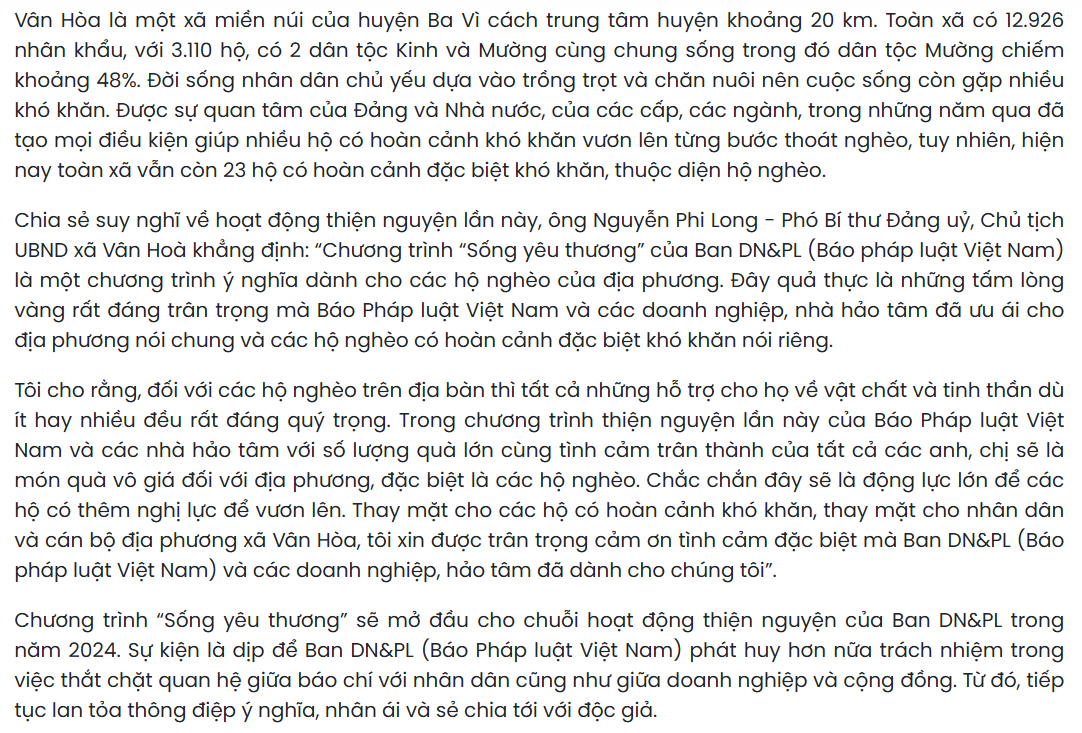 Vân Hòa là một xã miền núi của huyện Ba Vì cách trung tâm huyện khoảng 20 km. Toàn xã có 12.926
nhân khẩu, với 3.110 hộ, có 2 dân tộc Kinh và Mường cùng chung sống trong đó dân tộc Mường chiếm
khoảng 48%. Đời sống nhân dân chủ yếu dựa vào trồng trọt và chăn nuôi nên cuộc sống còn gặp nhiều
khó khăn. Được sự quan tâm của Đảng và Nhà nước, của các cấp, các ngành, trong những năm qua đã
tạo mọi điều kiện giúp nhiều hộ có hoàn cảnh khó khăn vươn lên từng bước thoát nghèo, tuy nhiên, hiện
nay toàn xã vẫn còn 23 hộ có hoàn cảnh đặc biệt khó khăn, thuộc diện hộ nghèo.
Chia sẻ suy nghĩ về hoạt động thiện nguyện lần này, ông Nguyễn Phi Long - Phó Bí thư Đảng uỷ, Chủ tịch
UBND xã Vân Hoà khẳng định: “Chương trình “Sống yêu thương” của Ban DN&PL (Báo pháp luật Việt Nam)
là một chương trình ý nghĩa dành cho các hộ nghèo của địa phương. Đây quả thực là những tấm lòng
vàng rất đáng trân trọng mà Báo Pháp luật Việt Nam và các doanh nghiệp, nhà hảo tâm đã ưu ái cho
địa phương nói chung và các hộ nghèo có hoàn cảnh đặc biệt khó khăn nói riêng.
Tôi cho rằng, đối với các hộ nghèo trên địa bàn thì tất cả những hỗ trợ cho họ về vật chất và tinh thần dù
ít hay nhiều đều rất đáng quý trọng. Trong chương trình thiện nguyện lần này của Báo Pháp luật Việt
Nam và các nhà hảo tâm với số lượng quà lớn cùng tình cảm trân thành của tất cả các anh, chị sẽ là
món quà vô giá đối với địa phương, đặc biệt là các hộ nghèo. Chắc chắn đây sẽ là động lực lớn để các
hộ có thêm nghị lực để vươn lên. Thay mặt cho các hộ có hoàn cảnh khó khăn, thay mặt cho nhân dân
và cán bộ địa phương xã Vân Hòa, tôi xin được trân trọng cảm ơn tình cảm đặc biệt mà Ban DN&PL (Báo
pháp luật Việt Nam) và các doanh nghiệp, hảo tâm đã dành cho chúng tôi”.
Chương trình “Sống yêu thương” sẽ mở đầu cho chuỗi hoạt động thiện nguyện của Ban DN&PL trong
năm 2024. Sự kiện là dịp để Ban DN&PL (Báo Pháp luật Việt Nam) phát huy hơn nữa trách nhiệm trong
việc thắt chặt quan hệ giữa báo chí với nhân dân cũng như giữa doanh nghiệp và cộng đồng. Từ đó, tiếp
tục lan tỏa thông điệp ý nghĩa, nhân ái và sẻ chia tới với độc giả.